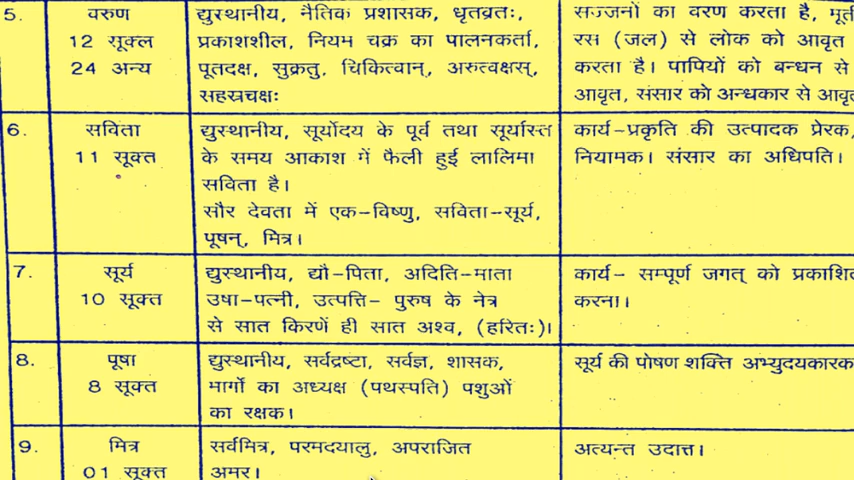 5.
वरुण
12 सूक्ल
24 अन्य
द्युस्थानीय, नैतिक प्रशासक, धृतव्रतः,
प्रकाशशील, नियम चक्र का पालनकर्ता,
पूतदक्ष, सुक्रतु, चिकित्वान्, अरुत्वक्षस्,
सहस्रचक्षः
सज्जनों का वरण करता है,
रस (जल) से लोक को आवृत
करता है। पापियों को बन्धन से
आवृत, संसार को अन्धकार से
6.
सविता
11 सूक्त
द्युस्थानीय, सूर्योदय के पूर्व तथा सूर्यास्त
के समय आकाश में फैली हुई लालिमा
सविता है।
सौर देवता में एक-विष्णु, सविता-सूर्य,
पूषन्, मित्र।
कार्य-प्रकृति की उत्पादक प्रेरक,
नियामक। संसार का अधिपति।
7.
सूर्य
10 सूक्त
द्युस्थानीय, द्यौ-पिता, अदिति-माता
उषा-पत्नी, उत्पत्ति- पुरुष के नेत्र
से सात किरणें ही सात अश्व, (हरितः)।
कार्य- सम्पूर्ण जगत् को प्रकाशित
करना।
8.
पूषा
8 सूक्त
द्युस्थानीय, सर्वद्रष्टा, सर्वज्ञ, शासक,
मार्गो का अध्यक्ष (पथस्पति) पशुओं
का रक्षक।
सूर्य की पोषण शक्ति अभ्युदयकारक
9.
मित्र
01 सूक्त
सर्वमित्र, परमदयालु, अपराजित
अमर।
अत्यन्त उदात्त।